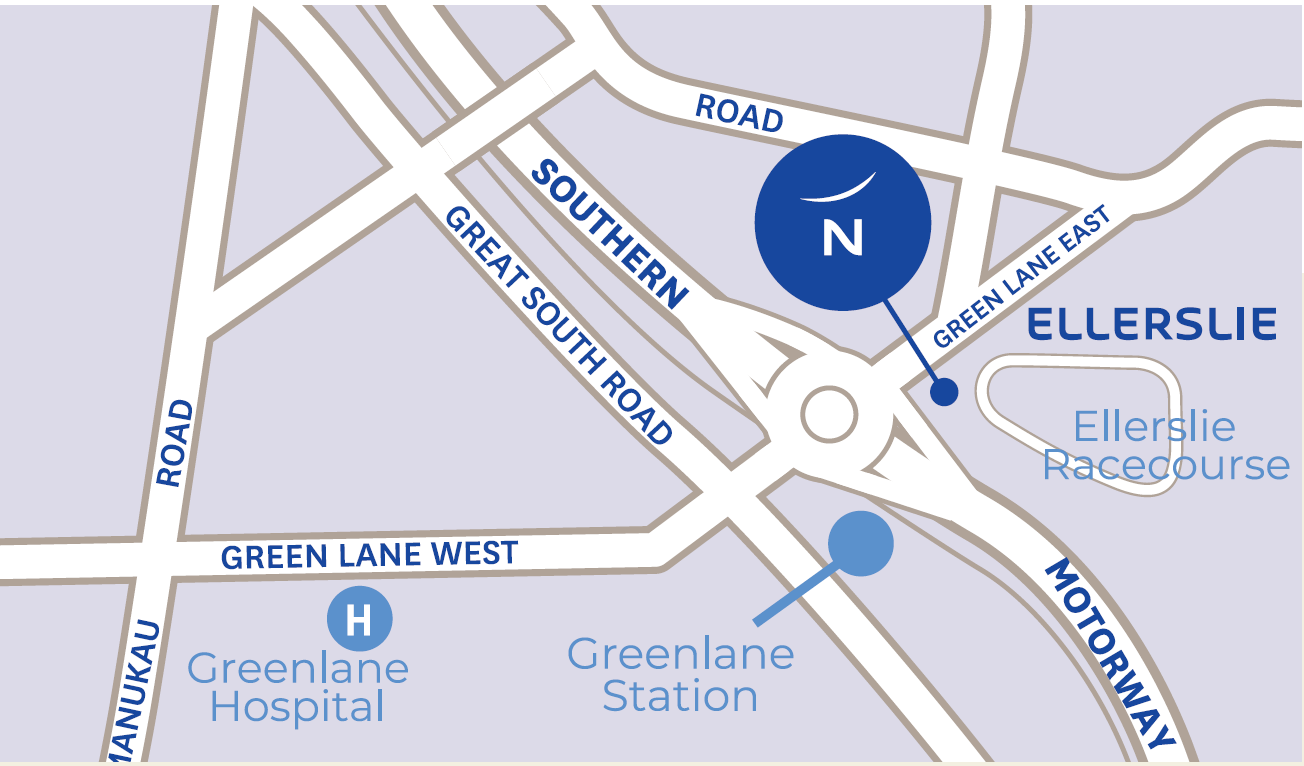 ROAD
SOUTHERN
N
GREAT SOUTH ROAD
GREEN LANE EAST
ELLERSLIE
Ellerslie
Racecourse
ROAD
GREEN LANE WEST
H
Greenlane
Hospital
Greenlane
Station
MOTORWAY
MANUKAU